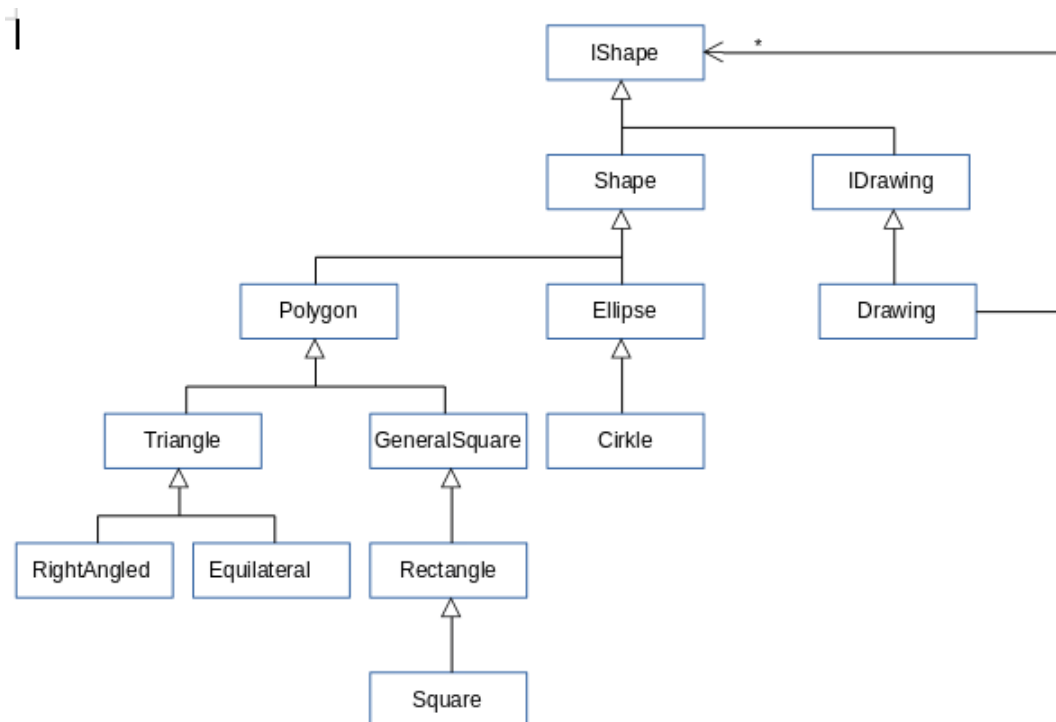 IShape
*
Shape
IDrawing
Polygon
Ellipse
Drawing
Triangle
GeneralSquare
Cirkle
RightAngled
Equilateral
Rectangle
Square